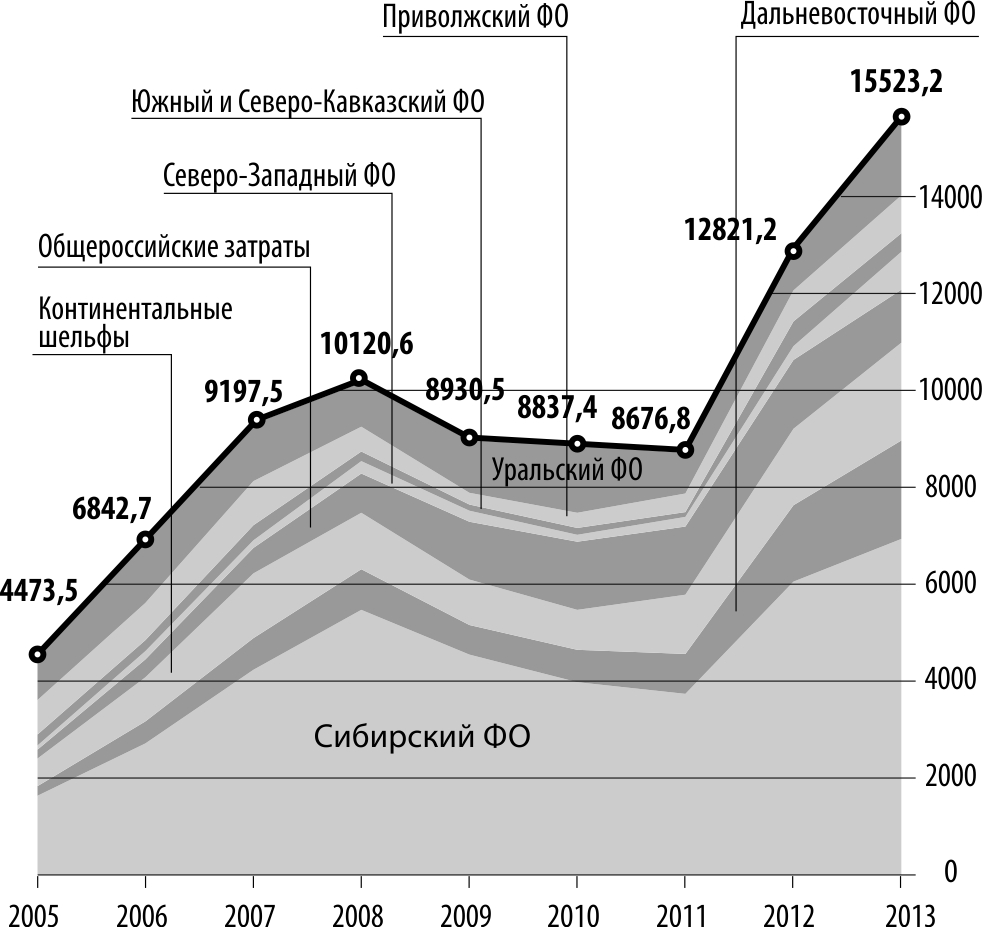 Приволжский ФО
Дальневосточный ФО
15523,2
Южный и Северо-Кавказский ФО
Северо-Западный ФО
14000
12821,2
Общероссийские затраты
12000
Континентальные
шельфы
10120,6
9197,5
8930,5
10000
8837,4
8676,8
Уральский ФО
8000
6842,7
6000
4473,5
4000
Сибирский ФО
2000
0
2005 2006 2007 2008 2009 2010 2011 2012 2013